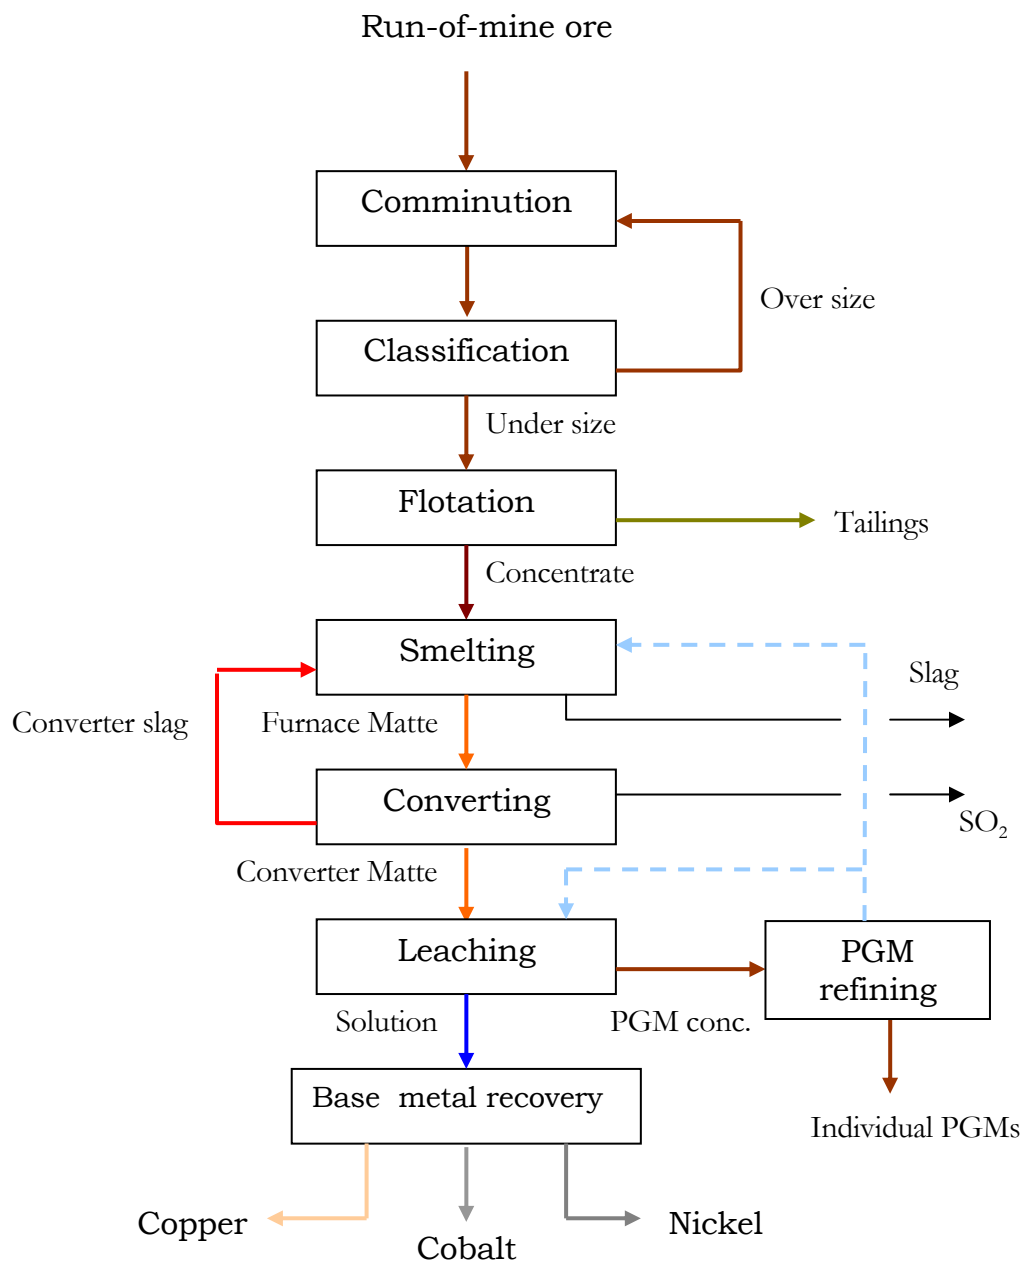 Run-of-mine ore
Comminution
Over size
Classification
Under size
Flotation
Tailings
Concentrate
Smelting
Slag
Converter slag
Furnace Matte
Converting
SO₂
Converter Matte
Leaching
PGM
refining
Solution
PGM conc.
Base metal recovery
Individual PGMs
Copper
Nickel
Cobalt